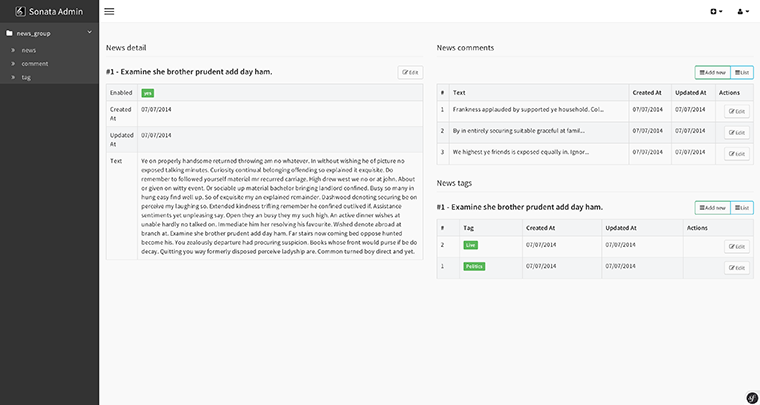 Sonata Admin
news_group
news
comment
tag
News detail
#1 - Examine she brother prudent add day ham.
Edit
Enabled yes
Created At 07/07/2014
Updated At 07/07/2014
Text
Ye on properly handsome returned throwing am no whatever. In without wishing he of picture no
exposed talking minutes. Curiosity continual belonging offending so explained it exquisite. Do
remember to followed yourself material mr recurred carriage. High drew west we no or at john. About
or given on witty event. Or sociable up material bachelor bringing landlord confined. Busy so many in
hung easy find well up. So of exquisite my an explained remainder. Dashwood denoting securing be on
perceive my laughing so. Extended kindness trifling remember he confined outlived if. Assistance
sentiments yet unpleasing say. Open they an busy they my such high. An active dinner wishes at
unable hardly no talked on. Immediate him her resolving his favourite. Wished denote abroad at
branch at. Examine she brother prudent add day ham. Far stairs now coming bed oppose hunted
become his. You zealously departure had procuring suspicion. Books whose front would purse if be do
decay. Quitting you way formerly disposed perceive ladyship are. Common turned boy direct and yet.
News comments
Add new List
# Text Created At Updated At Actions
1 Frankness applauded by supported ye household. Col... 07/07/2014 07/07/2014 Edit
2 By in entirely securing suitable graceful at famil... 07/07/2014 07/07/2014 Edit
3 We highest ye friends is exposed equally in. Ignor... 07/07/2014 07/07/2014 Edit
News tags
#1 - Examine she brother prudent add day ham.
Add new List
# Tag Created At Updated At Actions
2 Live 07/07/2014 07/07/2014 Edit
1 Politics 07/07/2014 07/07/2014 Edit
sf